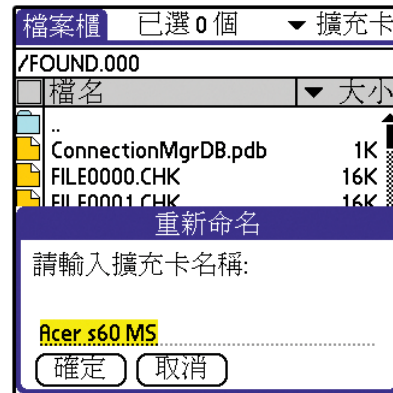 檔案櫃 已選 0 個 ▼ 擴充卡
/FOUND.000
檔名 ▼ 大小
..
ConnectionMgrDB.pdb 1K
FILE0000.CHK 16K
FILE0001.CHK 16K
重新命名
請輸入擴充卡名稱:
Acer s60 MS
確定 取消